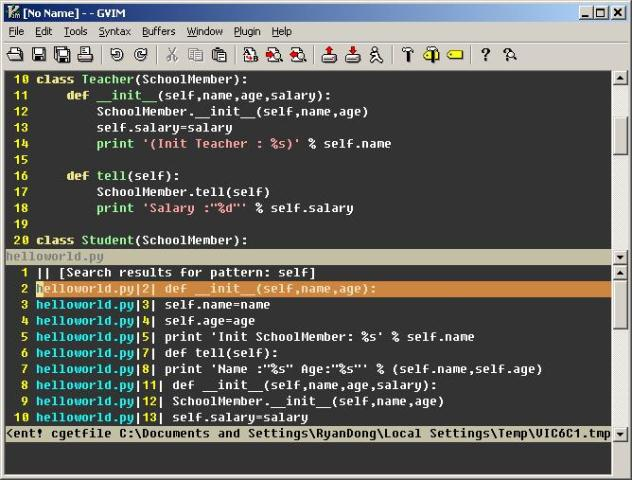 [No Name] - - GVIM
File Edit Tools Syntax Buffers Window Plugin Help
10 class Teacher(SchoolMember):
11     def __init__(self,name,age,salary):
12         SchoolMember.__init__(self,name,age)
13         self.salary=salary
14         print '(Init Teacher : %s)' % self.name
15
16     def tell(self):
17         SchoolMember.tell(self)
18         print 'Salary :"%d"' % self.salary
19
20 class Student(SchoolMember):
helloworld.py
1 || [Search results for pattern: self]
2 helloworld.py|2| def __init__(self,name,age):
3 helloworld.py|3| self.name=name
4 helloworld.py|4| self.age=age
5 helloworld.py|5| print 'Init SchoolMember: %s' % self.name
6 helloworld.py|7| def tell(self):
7 helloworld.py|8| print 'Name :"%s" Age:"%s"' % (self.name,self.age)
8 helloworld.py|11| def __init__(self,name,age,salary):
9 helloworld.py|12| SchoolMember.__init__(self,name,age)
10 helloworld.py|13| self.salary=salary
<ent! cgetfile C:\Documents and Settings\RyanDong\Local Settings\Temp\VIC6C1.tmp